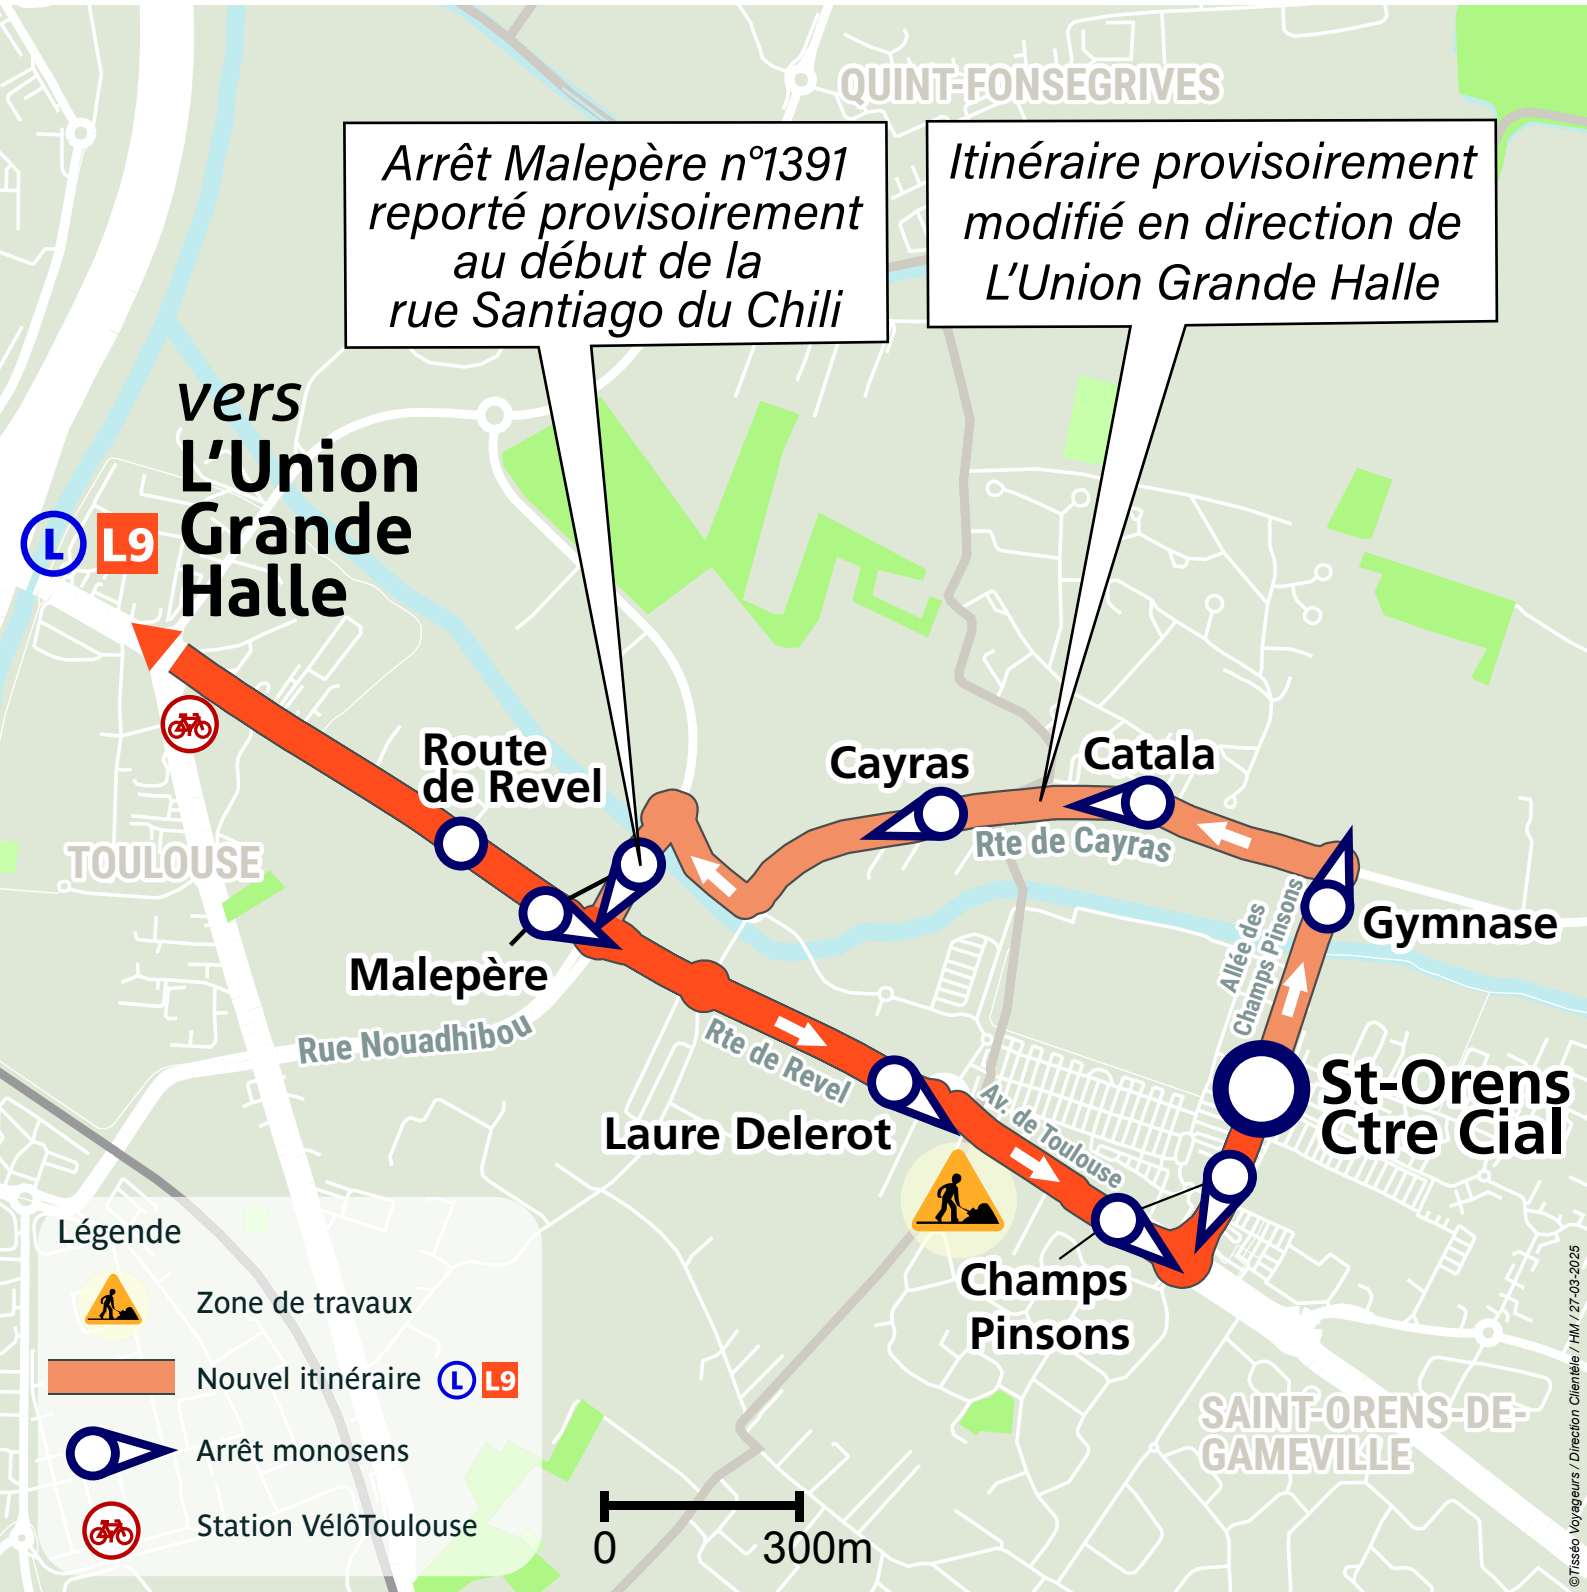 QUINT-FONSEGRIVES
Arrêt Malepère n°1391
reporté provisoirement
au début de la
rue Santiago du Chili
Itinéraire provisoirement
modifié en direction de
L'Union Grande Halle
vers
L'Union
Grande
Halle
L
L9
Route
de Revel
Cayras
Catala
Rte de Cayras
TOULOUSE
Gymnase
Allée des
Champs Pinsons
Malepère
Rue Nouadhibou
Rte de Revel
Laure Delerot
Av. de Toulouse
St-Orens
Ctre Cial
Champs
Pinsons
SAINT-ORENS-DE-
GAMEVILLE
Légende
Zone de travaux
Nouvel itinéraire L L9
Arrêt monosens
Station VélôToulouse
0 300m
©Tisséo Voyageurs / Direction Clientèle / HM / 27-03-2025